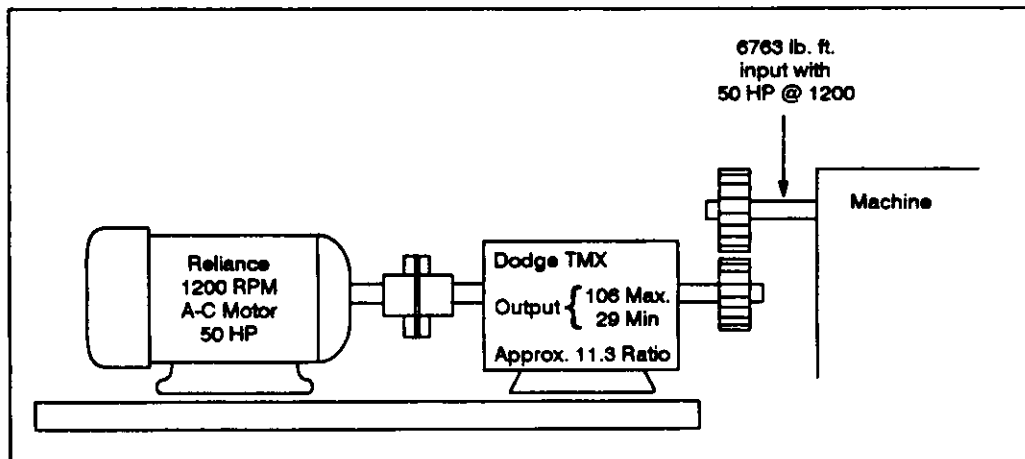 6763 lb. ft.
input with
50 HP @ 1200
Machine
Reliance
1200 RPM
A-C Motor
50 HP
Dodge TMX
Output { 106 Max.
29 Min
Approx. 11.3 Ratio